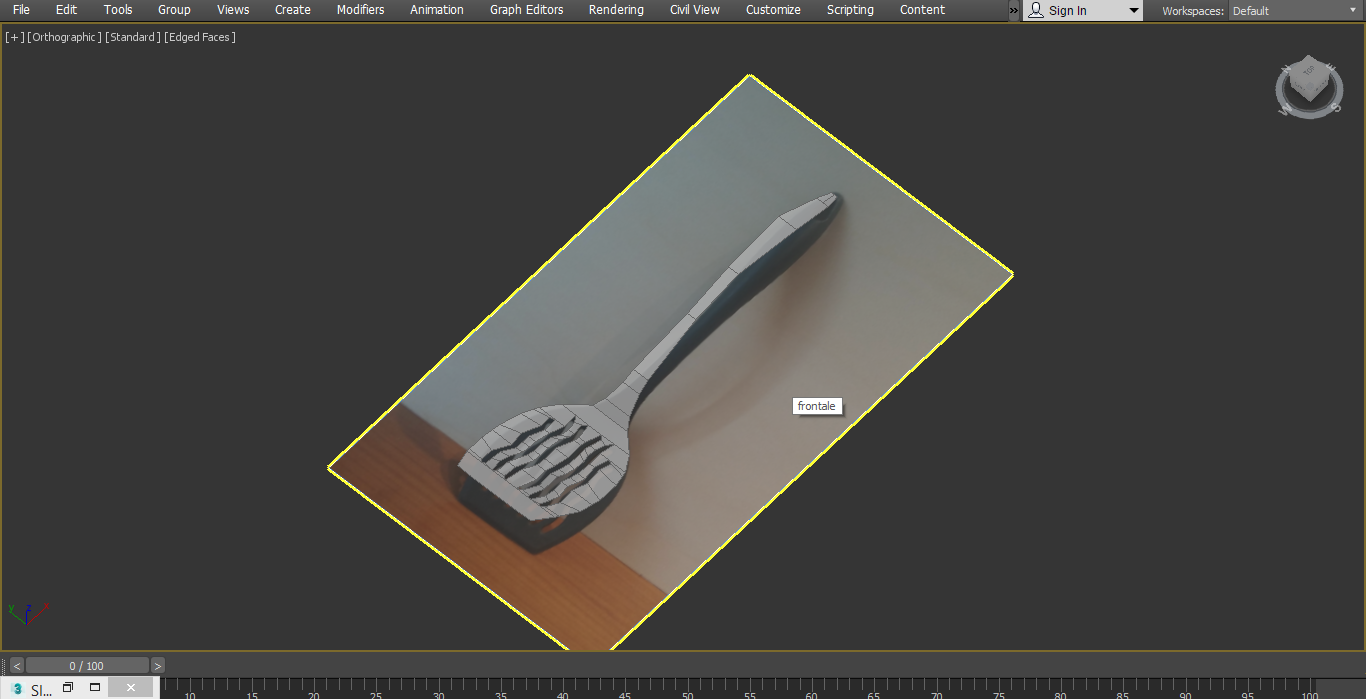 File Edit Tools Group Views Create Modifiers Animation Graph Editors Rendering Civil View Customize Scripting Content » Sign In Workspaces: Default
[+] [Orthographic] [Standard] [Edged Faces]
TOP
W S
frontale
y z
< 0 / 100 >
3 Sl...
10 15 20 25 30 35 40 45 50 55 60 65 70 75 80 85 90 95 100